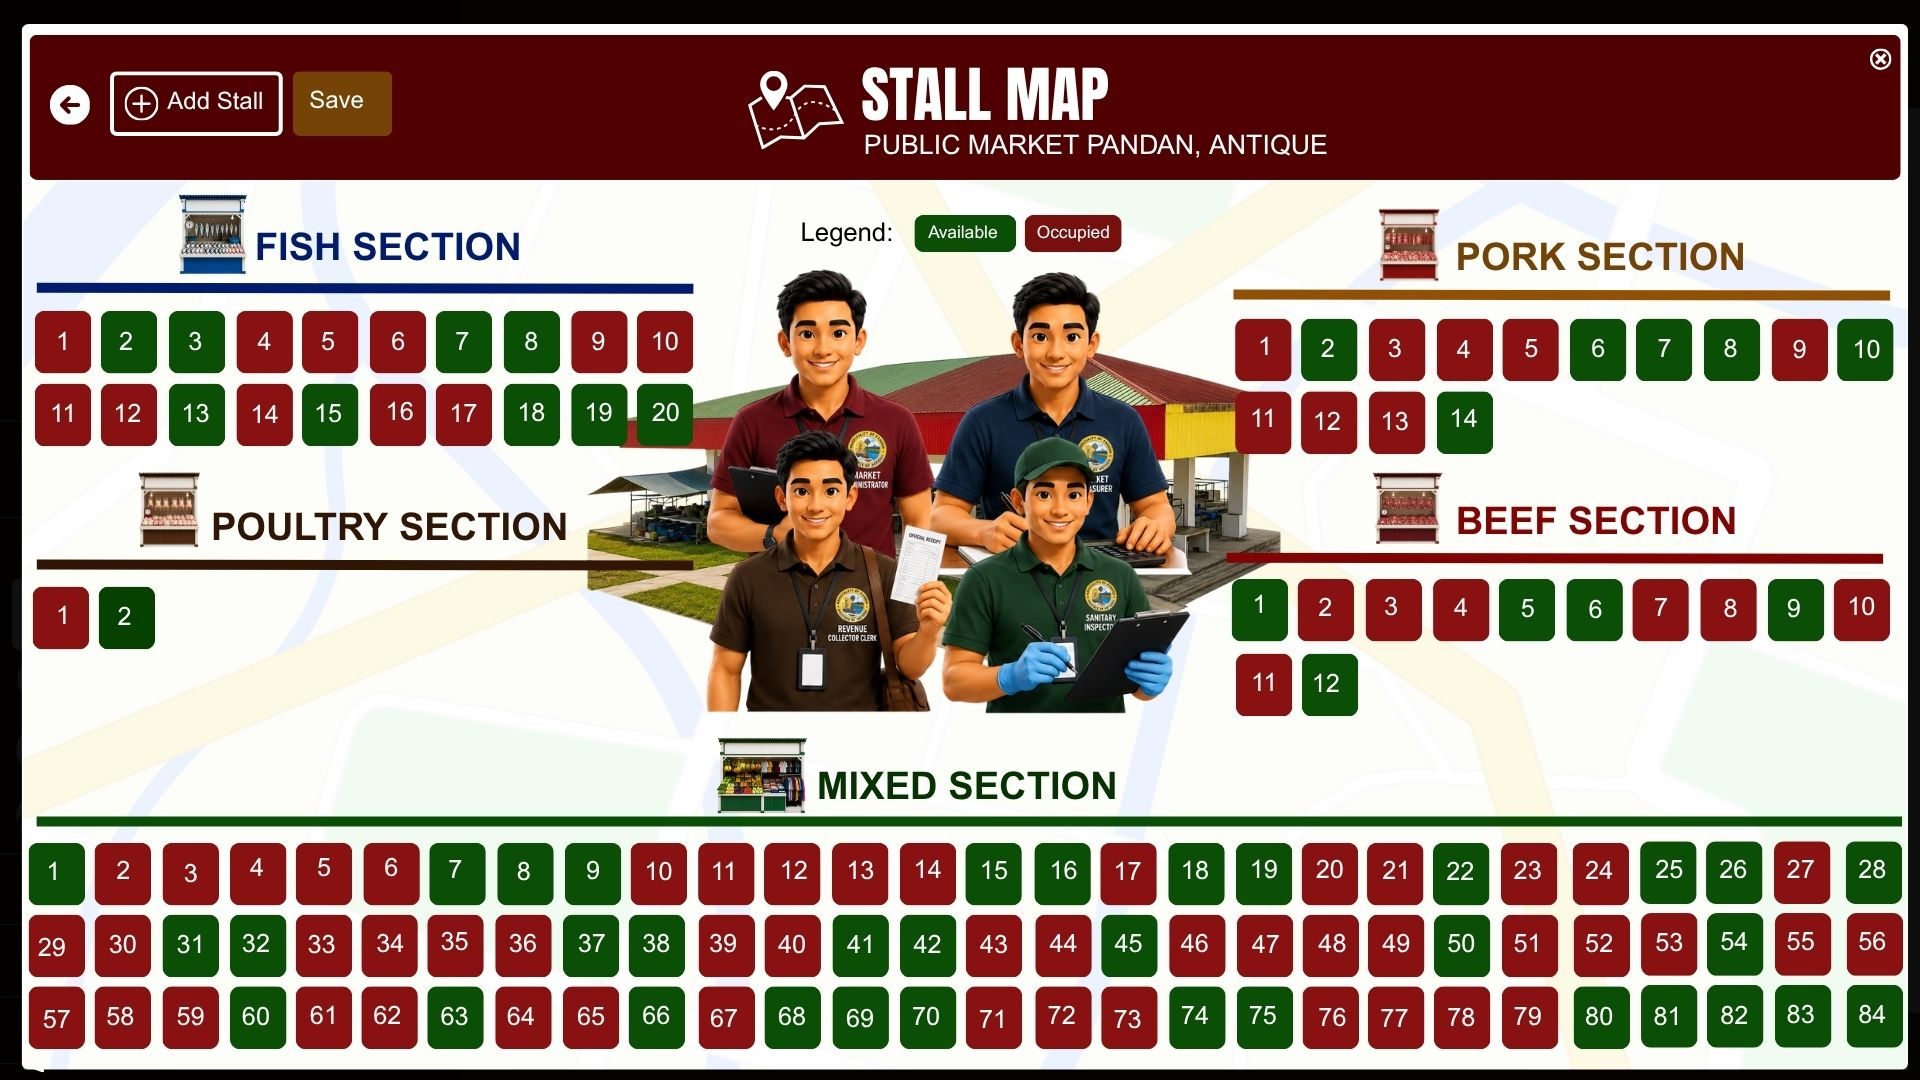 Add Stall
Save
STALL MAP
PUBLIC MARKET PANDAN, ANTIQUE
Legend:
Available
Occupied
FISH SECTION
1 2 3 4 5 6 7 8 9 10
11 12 13 14 15 16 17 18 19 20
PORK SECTION
1 2 3 4 5 6 7 8 9 10
11 12 13 14
POULTRY SECTION
1 2
BEEF SECTION
1 2 3 4 5 6 7 8 9 10
11 12
OFFICIAL RECEIPT
REVENUE
COLLECTOR CLERK
SANITARY
MARKET
MIXED SECTION
1 2 3 4 5 6 7 8 9 10 11 12 13 14 15 16 17 18 19 20 21 22 23 24 25 26 27 28
29 30 31 32 33 34 35 36 37 38 39 40 41 42 43 44 45 46 47 48 49 50 51 52 53 54 55 56
57 58 59 60 61 62 63 64 65 66 67 68 69 70 71 72 73 74 75 76 77 78 79 80 81 82 83 84